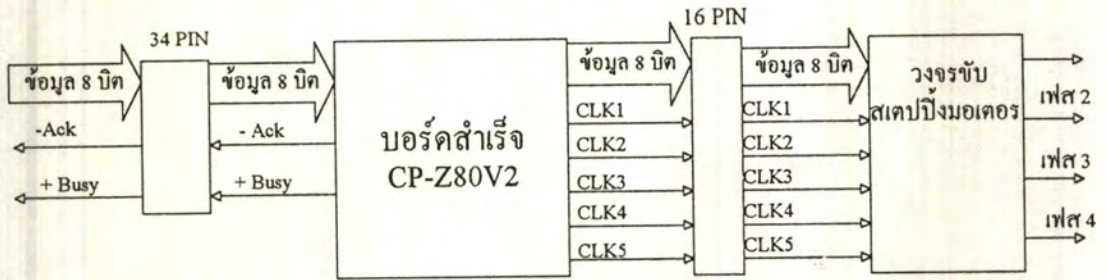 34 PIN
16 PIN
ข้อมูล 8 บิต
ข้อมูล 8 บิต
ข้อมูล 8 บิต
ข้อมูล 8 บิต
-Ack
- Ack
+ Busy
+ Busy
บอร์ดสำเร็จ
CP-Z80V2
CLK1
CLK2
CLK3
CLK4
CLK5
CLK1
CLK2
CLK3
CLK4
CLK5
วงจรขับ
สเตปปิ้งมอเตอร์
เฟส 2
เฟส 3
เฟส 4